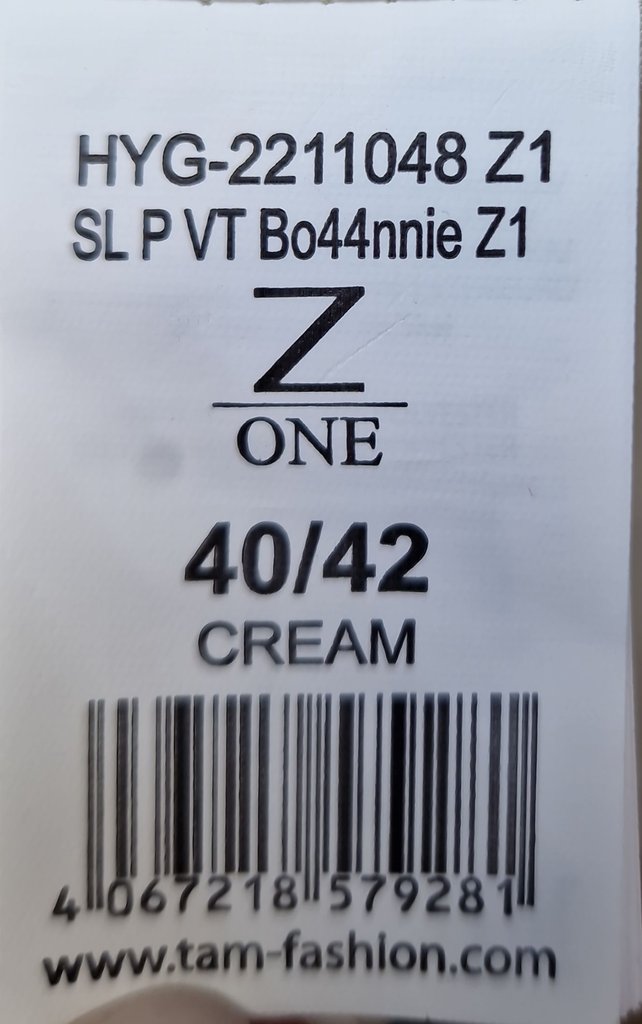 HYG-2211048 Z1
SL P VT Bo44nnie Z1
Z
ONE
40/42
CREAM
4 067218 579281
www.tam-fashion.com